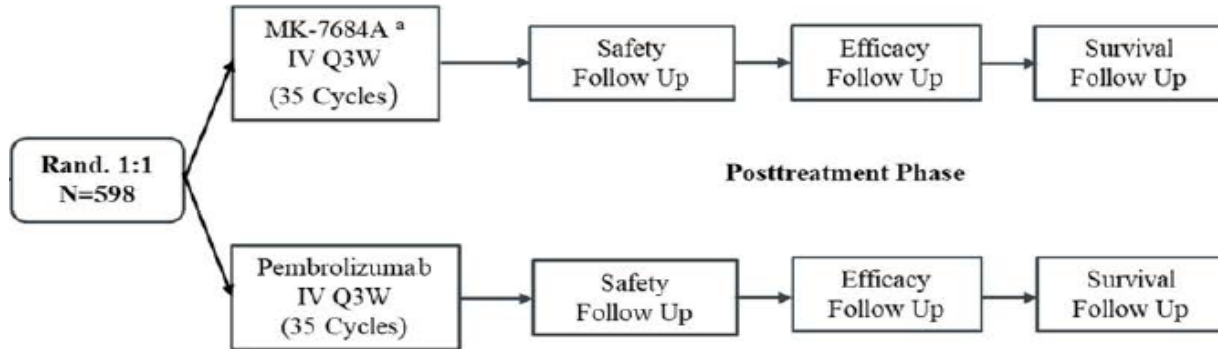 MK-7684A ª
IV Q3W
(35 Cycles)
Safety
Follow Up
Efficacy
Follow Up
Survival
Follow Up
Rand. 1:1
N=598
Posttreatment Phase
Pembrolizumab
IV Q3W
(35 Cycles)
Safety
Follow Up
Efficacy
Follow Up
Survival
Follow Up